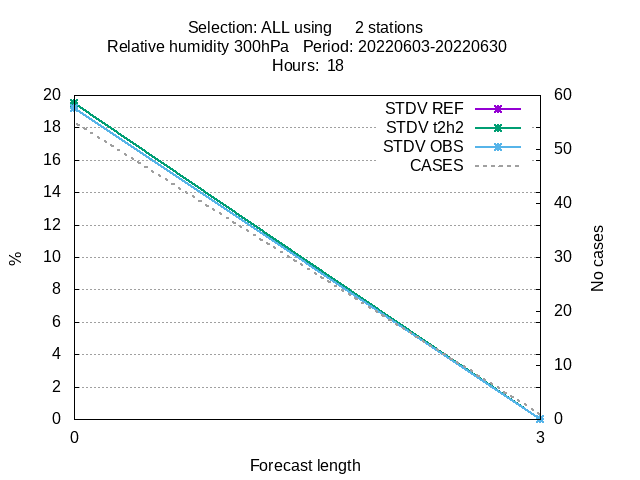 Selection: ALL using     2 stations
Relative humidity 300hPa   Period: 20220603-20220630
Hours:  18
STDV REF
STDV t2h2
STDV OBS
CASES
20
18
16
14
12
10
8
6
4
2
0
%
60
50
40
30
20
10
0
No cases
0
3
Forecast length